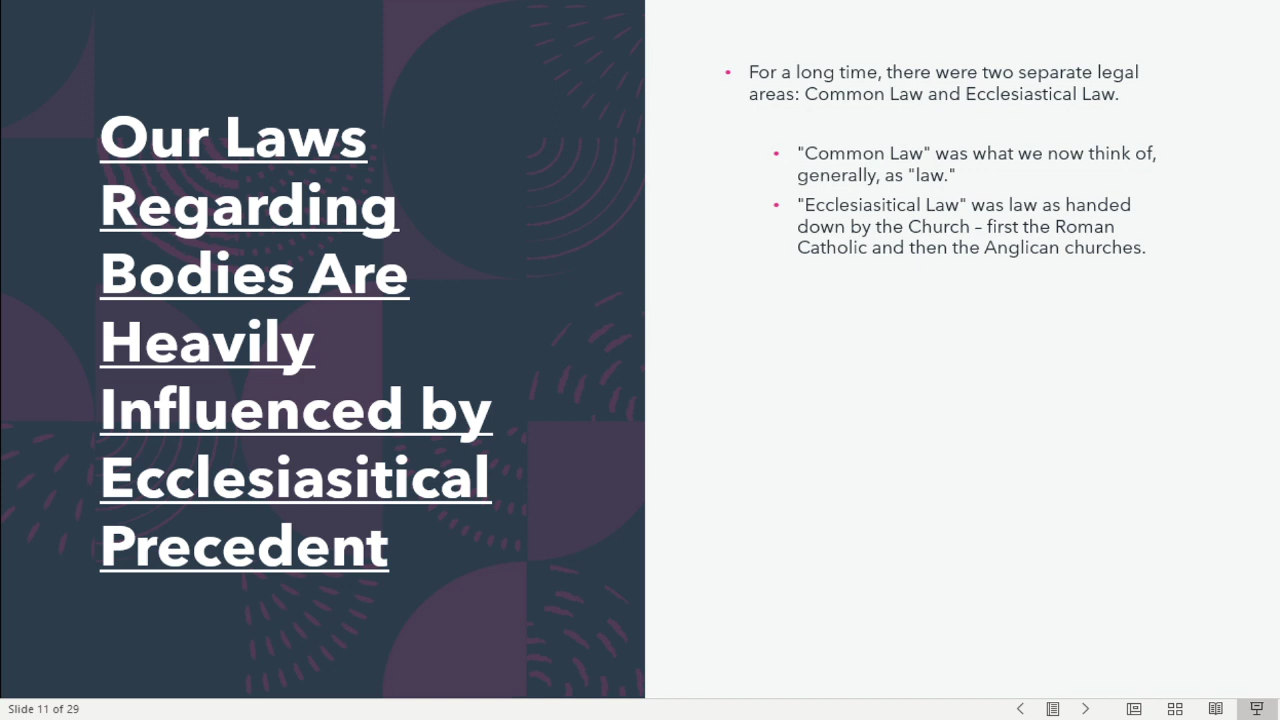 Our Laws
Regarding
Bodies Are
Heavily
Influenced by
Ecclesiasitical
Precedent
• For a long time, there were two separate legal
areas: Common Law and Ecclesiastical Law.
• "Common Law" was what we now think of,
generally, as "law."
• "Ecclesiasitical Law" was law as handed
down by the Church – first the Roman
Catholic and then the Anglican churches.
Slide 11 of 29